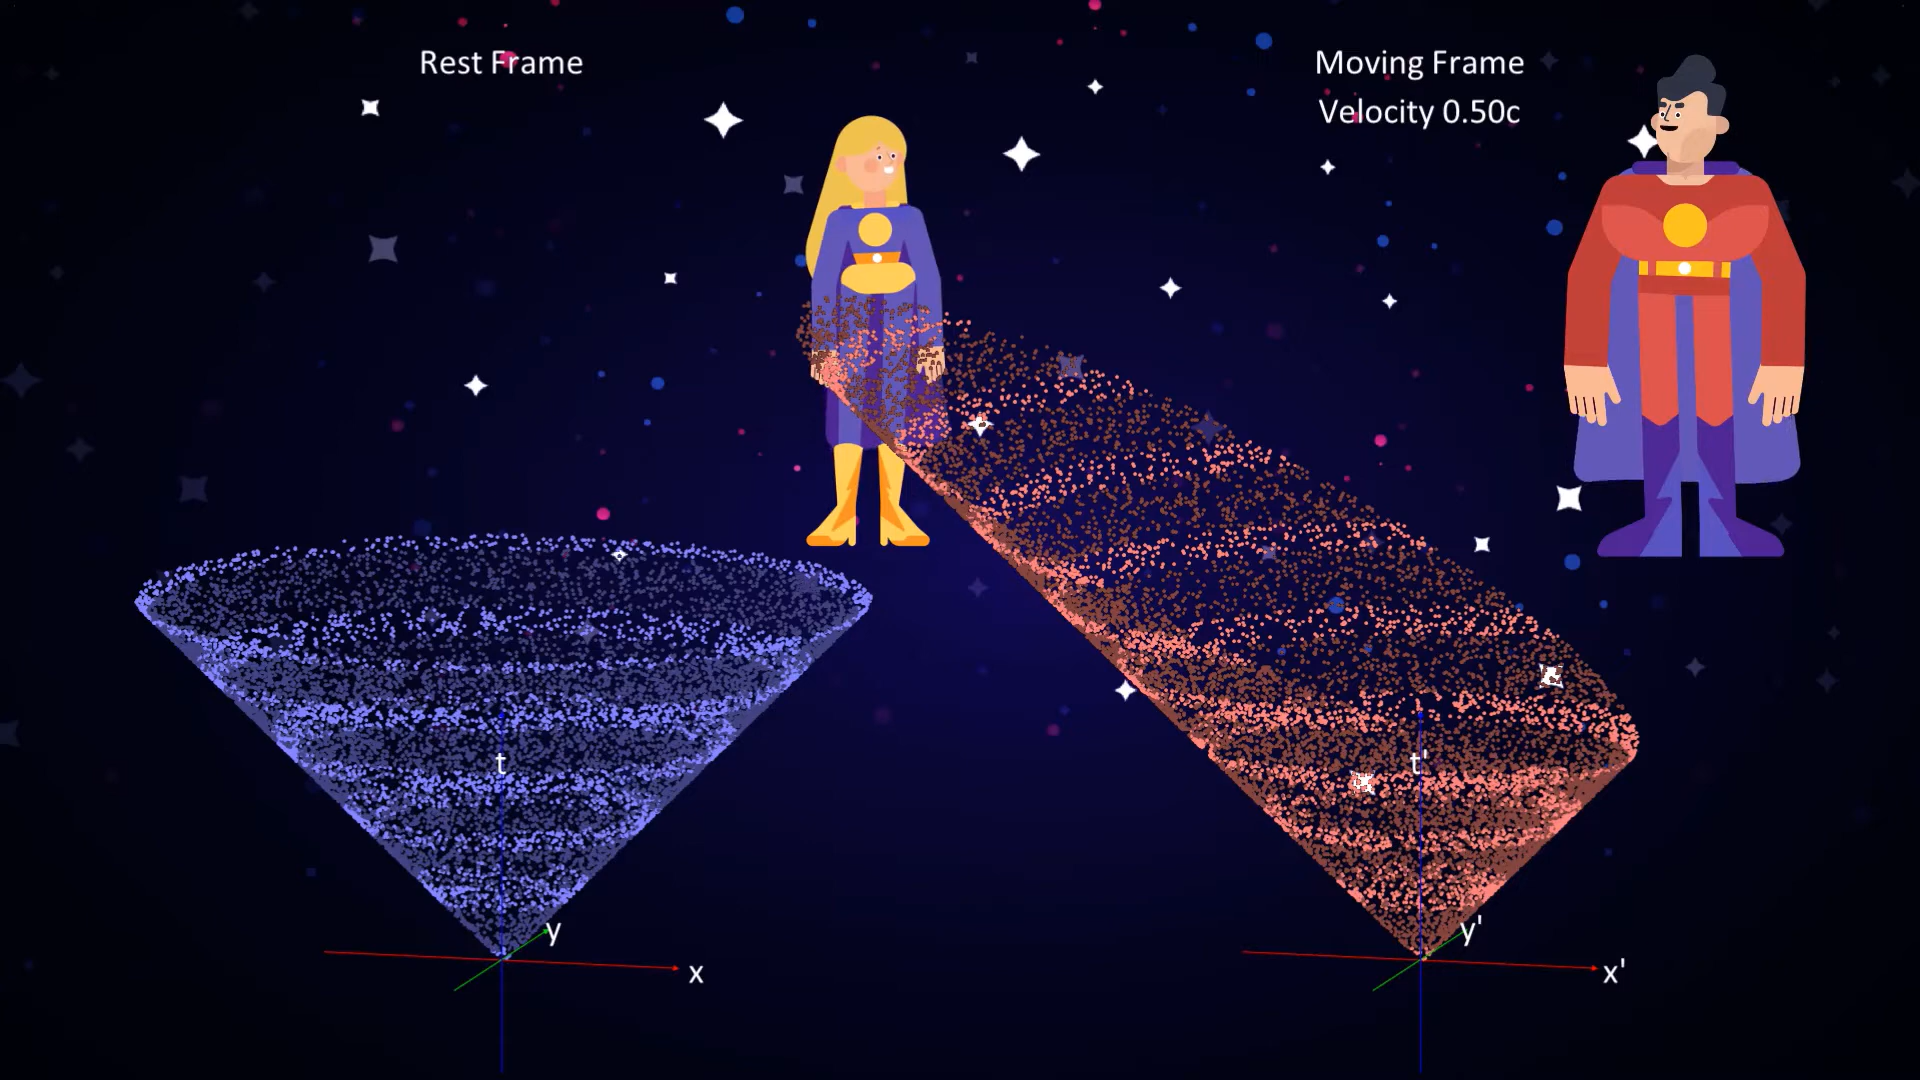 Rest Frame
Moving Frame
Velocity 0.50c
t
y
x
t'
y'
x'